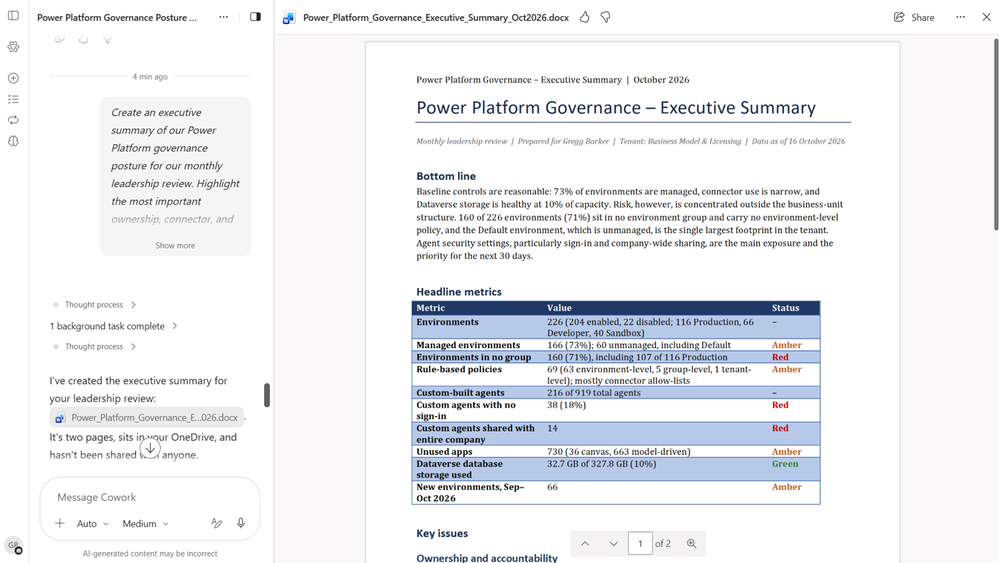 Power Platform Governance Posture ...
4 min ago
Create an executive
summary of our Power
Platform governance
posture for our monthly
leadership review. Highlight
the most important
ownership, connector, and
Show more
Thought process
1 background task complete
Thought process
I've created the executive summary for
your leadership review:
Power_Platform_Governance_E...026.docx .
It's two pages, sits in your OneDrive, and
hasn't been shared with anyone.
Message Cowork
Auto
Medium
GB
AI-generated content may be incorrect
Power_Platform_Governance_Executive_Summary_Oct2026.docx
Share
Power Platform Governance – Executive Summary | October 2026
Power Platform Governance – Executive Summary
Monthly leadership review | Prepared for Gregg Barker | Tenant: Business Model & Licensing | Data as of 16 October 2026
Bottom line
Baseline controls are reasonable: 73% of environments are managed, connector use is narrow, and
Dataverse storage is healthy at 10% of capacity. Risk, however, is concentrated outside the business-unit
structure. 160 of 226 environments (71%) sit in no environment group and carry no environment-level
policy, and the Default environment, which is unmanaged, is the single largest footprint in the tenant.
Agent security settings, particularly sign-in and company-wide sharing, are the main exposure and the
priority for the next 30 days.
Headline metrics
Metric Value Status
Environments 226 (204 enabled, 22 disabled; 116 Production, 66 –
Developer, 40 Sandbox)
Managed environments 166 (73%); 60 unmanaged, including Default Amber
Environments in no group 160 (71%), including 107 of 116 Production Red
Rule-based policies 69 (63 environment-level, 5 group-level, 1 tenant- Amber
level); mostly connector allow-lists
Custom-built agents 216 of 919 total agents –
Custom agents with no 38 (18%) Red
sign-in
Custom agents shared with 14 Red
entire company
Unused apps 730 (36 canvas, 663 model-driven) Amber
Dataverse database 32.7 GB of 327.8 GB (10%) Green
storage used
New environments, Sep– 66 Amber
Oct 2026
Key issues
Ownership and accountability
1 of 2